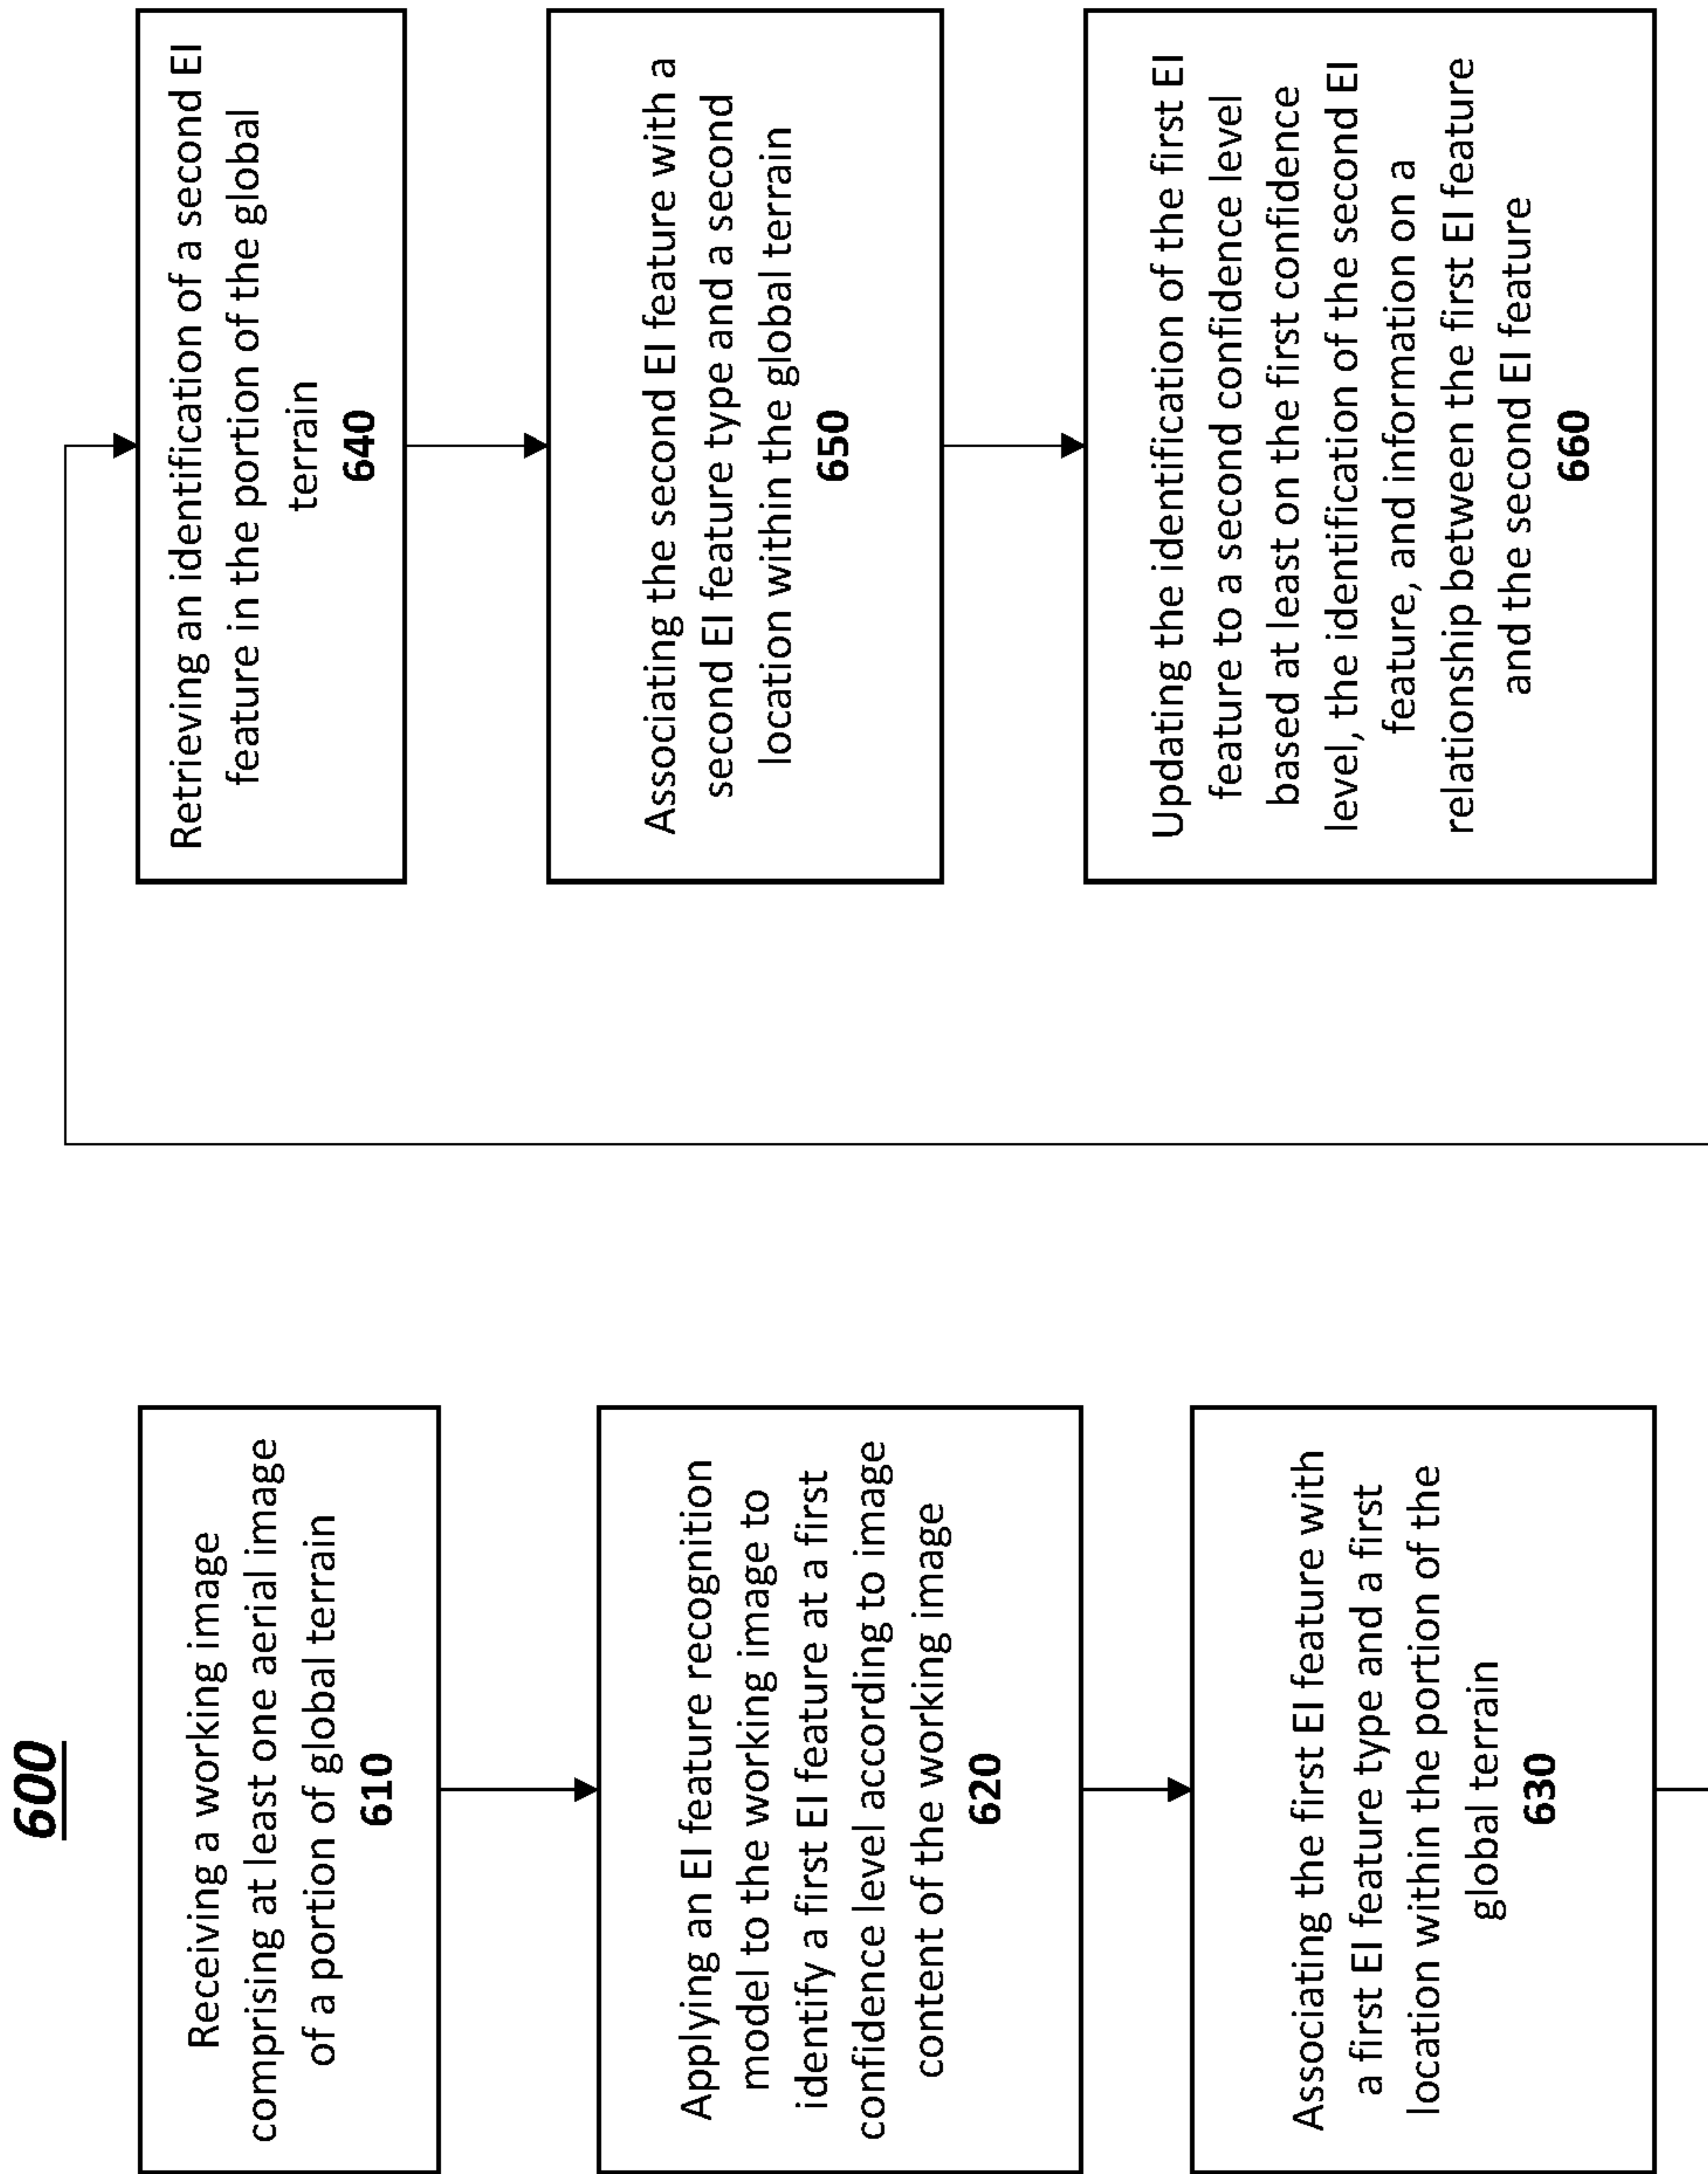 600
Receiving a working image
comprising at least one aerial image
of a portion of global terrain
610
Applying an EI feature recognition
model to the working image to
identify a first EI feature at a first
confidence level according to image
content of the working image
620
Associating the first EI feature with
a first EI feature type and a first
location within the portion of the
global terrain
630
Retrieving an identification of a second EI
feature in the portion of the global
terrain
640
Associating the second EI feature with a
second EI feature type and a second
location within the global terrain
650
Updating the identification of the first EI
feature to a second confidence level
based at least on the first confidence
level, the identification of the second EI
feature, and information on a
relationship between the first EI feature
and the second EI feature
660